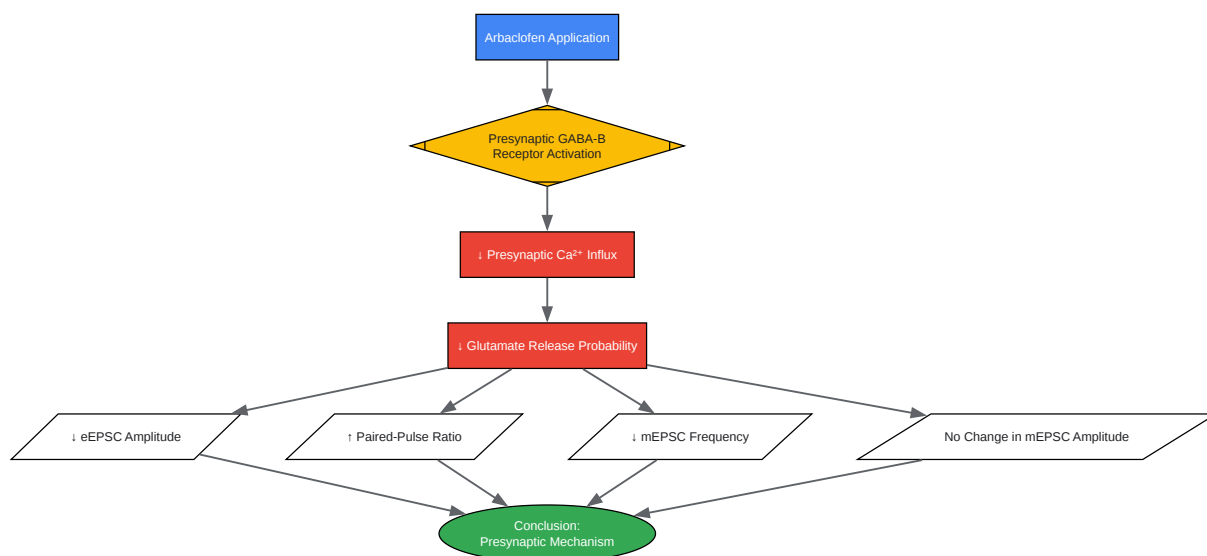 Arbaclofen Application
Presynaptic GABA-B
Receptor Activation
↓ Presynaptic Ca²⁺ Influx
↓ Glutamate Release Probability
↓ eEPSC Amplitude
↑ Paired-Pulse Ratio
↓ mEPSC Frequency
No Change in mEPSC Amplitude
Conclusion:
Presynaptic Mechanism